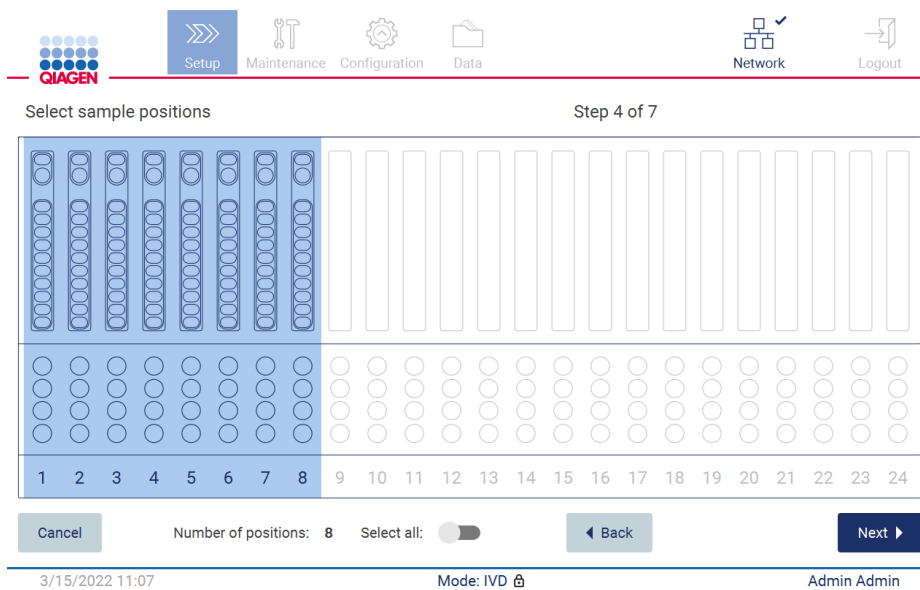 QIAGEN
Setup Maintenance Configuration Data Network Logout
Select sample positions Step 4 of 7
1 2 3 4 5 6 7 8 9 10 11 12 13 14 15 16 17 18 19 20 21 22 23 24
Cancel Number of positions: 8 Select all: Back Next
3/15/2022 11:07 Mode: IVD Admin Admin